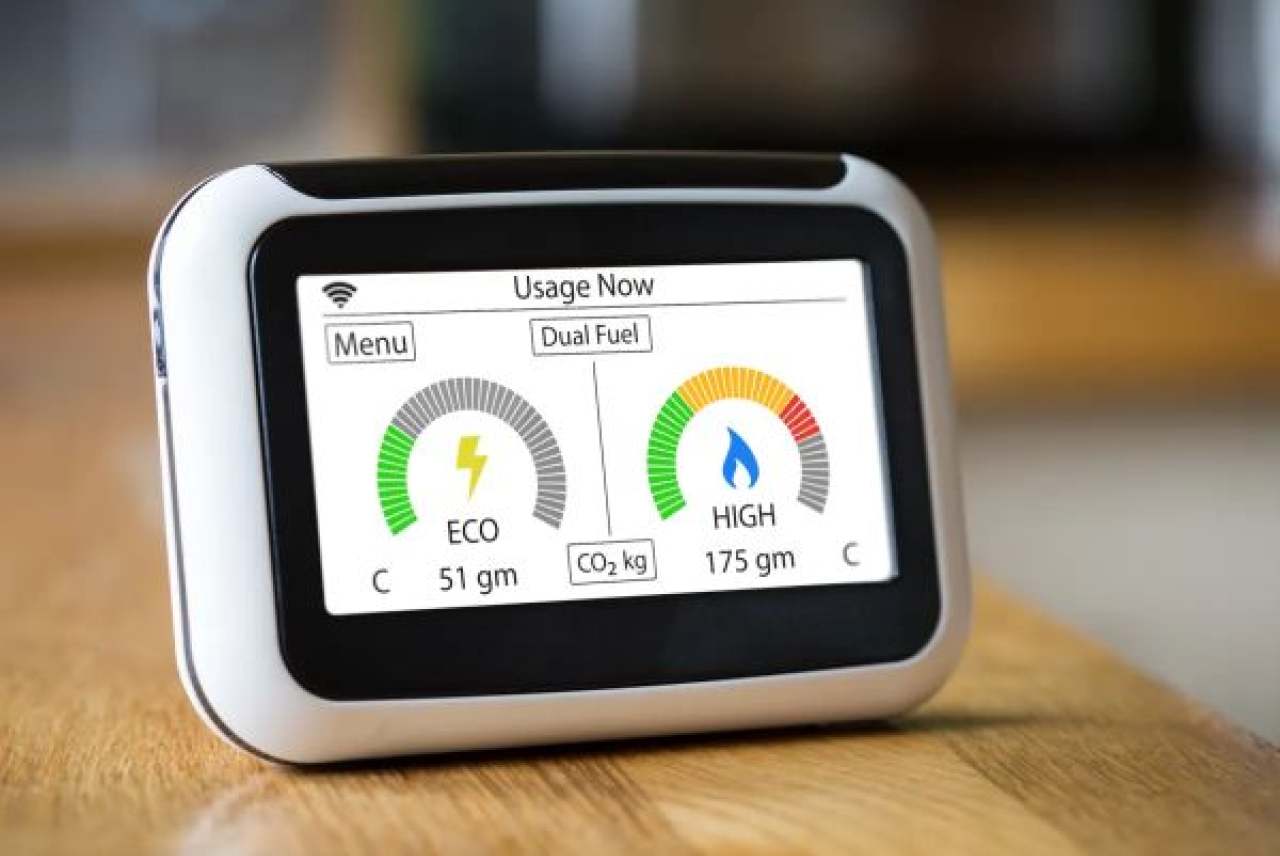 Usage Now
Menu
Dual Fuel
ECO
HIGH
C
51 gm
CO₂ kg
175 gm
C